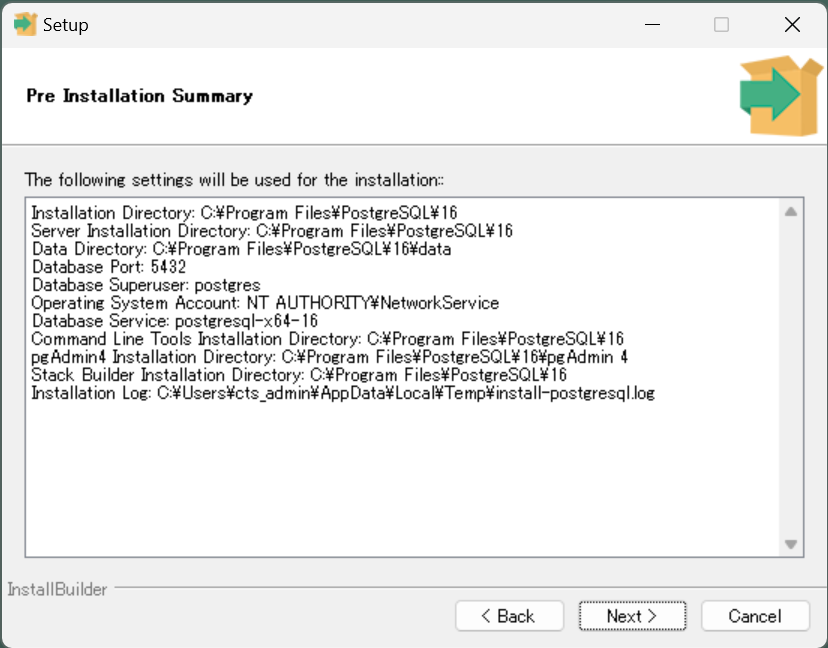 Setup
Pre Installation Summary
The following settings will be used for the installation::
Installation Directory: C:¥Program Files¥PostgreSQL¥16
Server Installation Directory: C:¥Program Files¥PostgreSQL¥16
Data Directory: C:¥Program Files¥PostgreSQL¥16¥data
Database Port: 5432
Database Superuser: postgres
Operating System Account: NT AUTHORITY¥NetworkService
Database Service: postgresql-x64-16
Command Line Tools Installation Directory: C:¥Program Files¥PostgreSQL¥16
pgAdmin4 Installation Directory: C:¥Program Files¥PostgreSQL¥16¥pgAdmin 4
Stack Builder Installation Directory: C:¥Program Files¥PostgreSQL¥16
Installation Log: C:¥Users¥cts_admin¥AppData¥Local¥Temp¥install-postgresql.log
InstallBuilder
< Back Next > Cancel